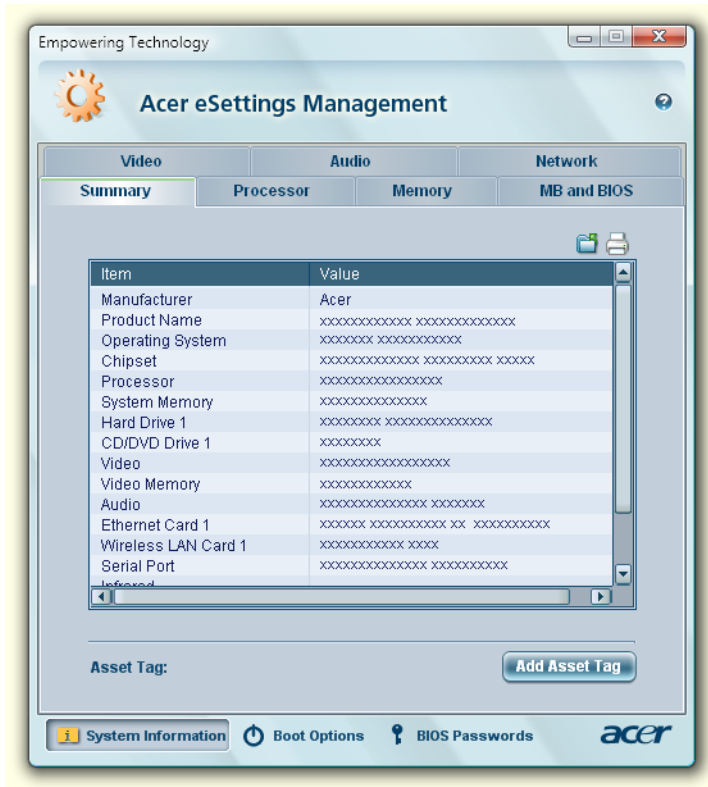 Empowering Technology
Acer eSettings Management
Video Audio Network
Summary Processor Memory MB and BIOS
Item Value
Manufacturer Acer
Product Name xxxxxxxxxxxx xxxxxxxxxxxxx
Operating System xxxxxxx xxxxxxxxxxx
Chipset xxxxxxxxxxxxx xxxxxxxxx xxxxx
Processor xxxxxxxxxxxxxxxx
System Memory xxxxxxxxxxxxxx
Hard Drive 1 xxxxxxxx xxxxxxxxxxxxxx
CD/DVD Drive 1 xxxxxxxx
Video xxxxxxxxxxxxxxxxx
Video Memory xxxxxxxxxxxx
Audio xxxxxxxxxxxxxx xxxxxxx
Ethernet Card 1 xxxxxx xxxxxxxxxx xx xxxxxxxxxx
Wireless LAN Card 1 xxxxxxxxxxx xxxx
Serial Port xxxxxxxxxxxxxx xxxxxxxxxx
Infrared
Asset Tag: Add Asset Tag
System Information Boot Options BIOS Passwords acer